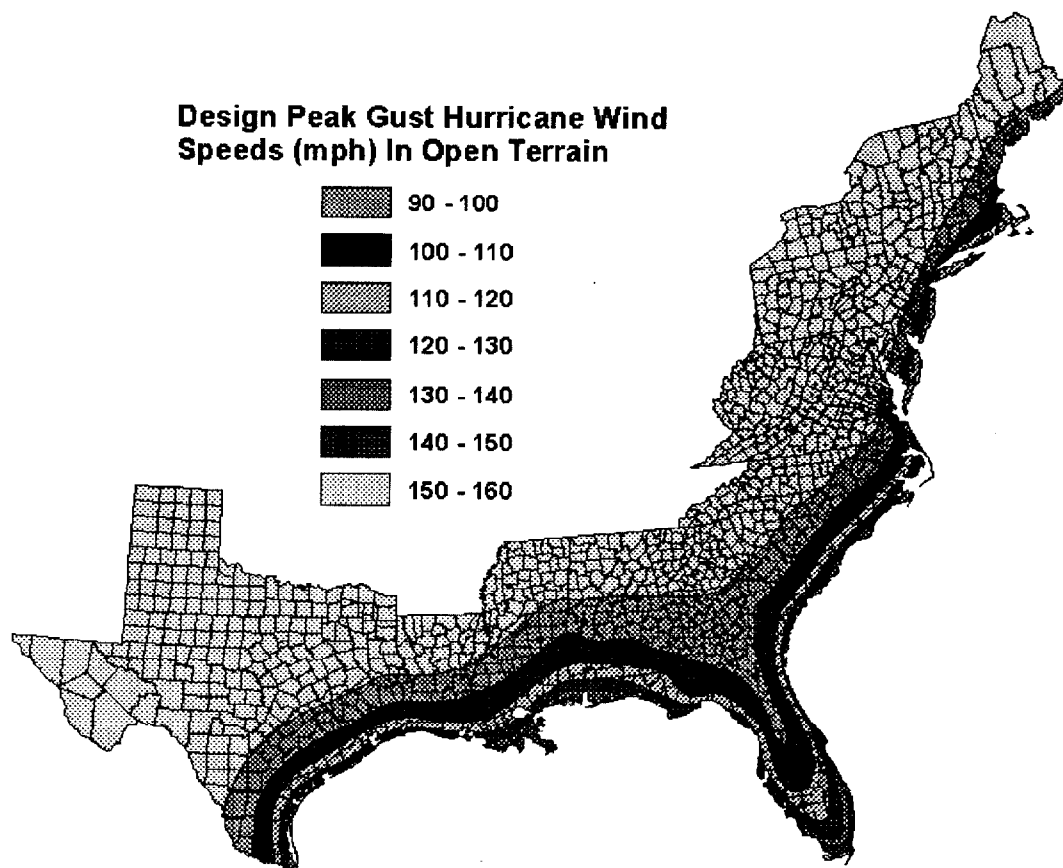 Design Peak Gust Hurricane Wind
Speeds (mph) In Open Terrain
90 - 100
100 - 110
110 - 120
120 - 130
130 - 140
140 - 150
150 - 160